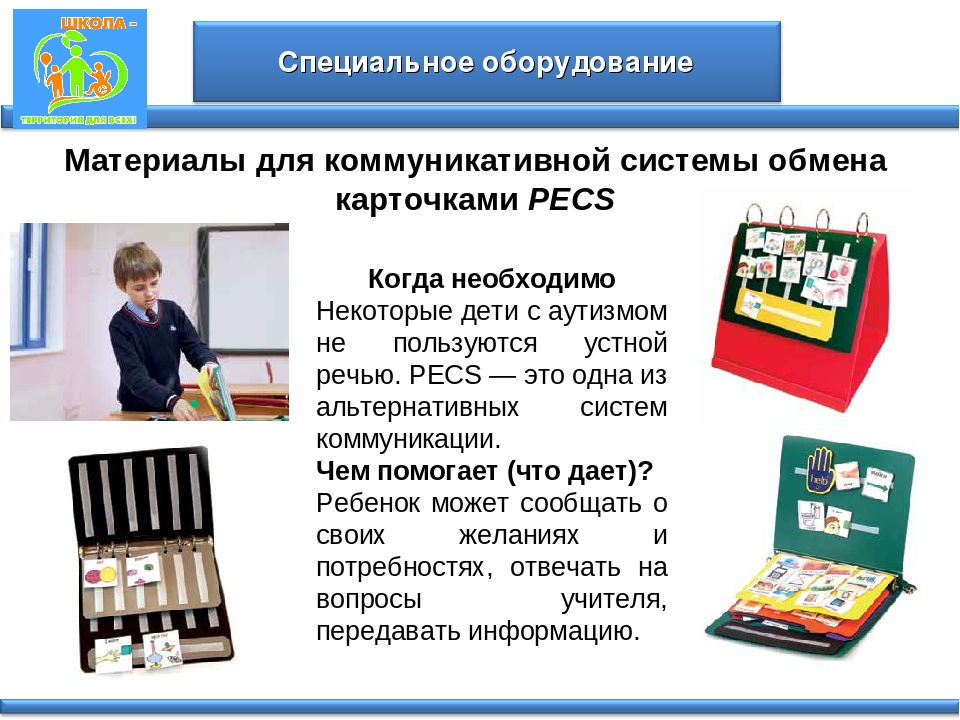 ШКОЛА -
ТЕРРИТОРИЯ ДЛЯ ВСЕХ!
Специальное оборудование
Материалы для коммуникативной системы обмена
карточками PECS
Когда необходимо
Некоторые дети с аутизмом
не пользуются устной
речью. PECS — это одна из
альтернативных систем
коммуникации.
Чем помогает (что дает)?
Ребенок может сообщать о
своих желаниях и
потребностях, отвечать на
вопросы учителя,
передавать информацию.
help